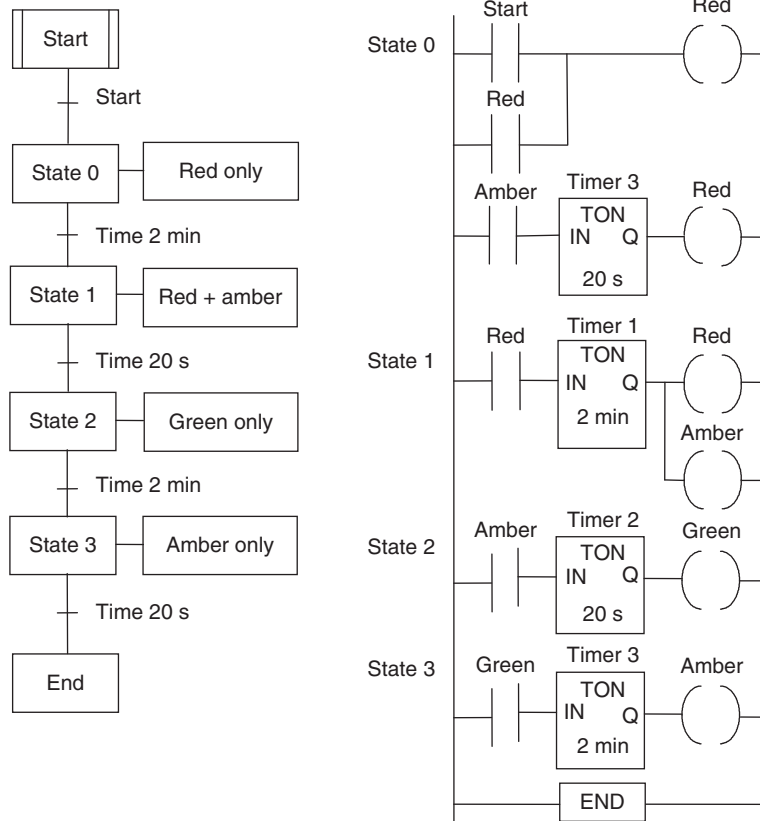 Start
Start
State 0
Red only
Time 2 min
State 1
Red + amber
Time 20 s
State 2
Green only
Time 2 min
State 3
Amber only
Time 20 s
End
State 0
Start
Red
Red
Amber
Timer 3
TON
IN Q
20 s
Red
State 1
Red
Timer 1
TON
IN Q
2 min
Red
Amber
State 2
Amber
Timer 2
TON
IN Q
20 s
Green
State 3
Green
Timer 3
TON
IN Q
2 min
Amber
END